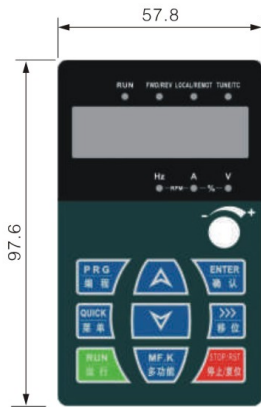 57.8
97.6
RUN FWD/REV LOCAL/REMOT TUNE/TC
Hz A V
RPM %
- +
PRG
编程
ENTER
确认
QUICK
菜单
>>>
移位
RUN
运行
MF.K
多功能
STOP/RST
停止/复位